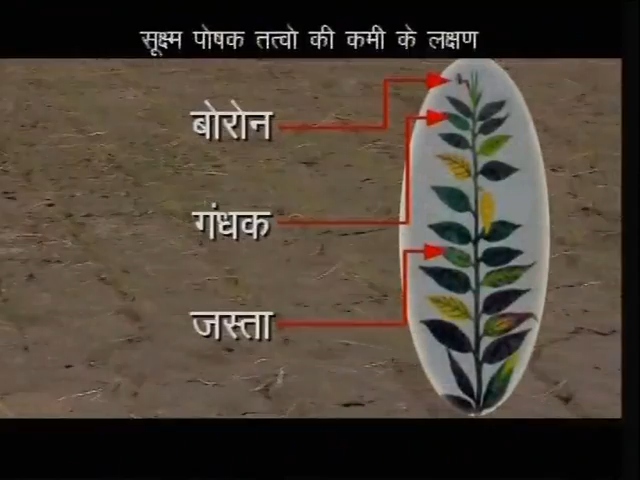 सूक्ष्म पोषक तत्वो की कमी के लक्षण
बोरोन
गंधक
जस्ता